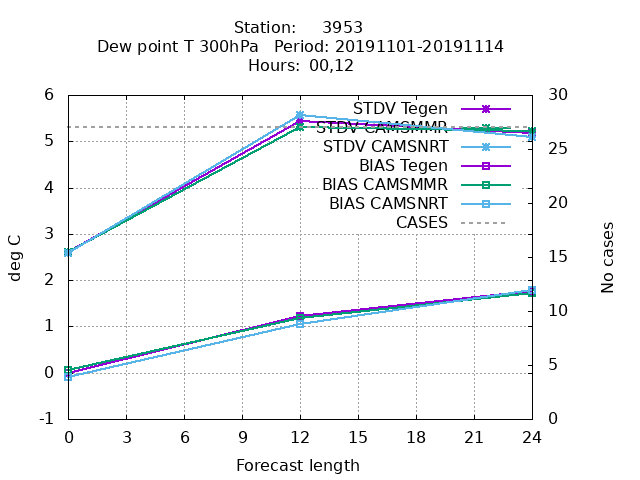 Station: 3953
Dew point T 300hPa Period: 20191101-20191114
Hours: 00,12
STDV Tegen
STDV CAMSMMR
STDV CAMSNRT
BIAS Tegen
BIAS CAMSMMR
BIAS CAMSNRT
CASES
6
5
4
3
2
1
0
-1
deg C
30
25
20
15
10
5
0
No cases
0 3 6 9 12 15 18 21 24
Forecast length